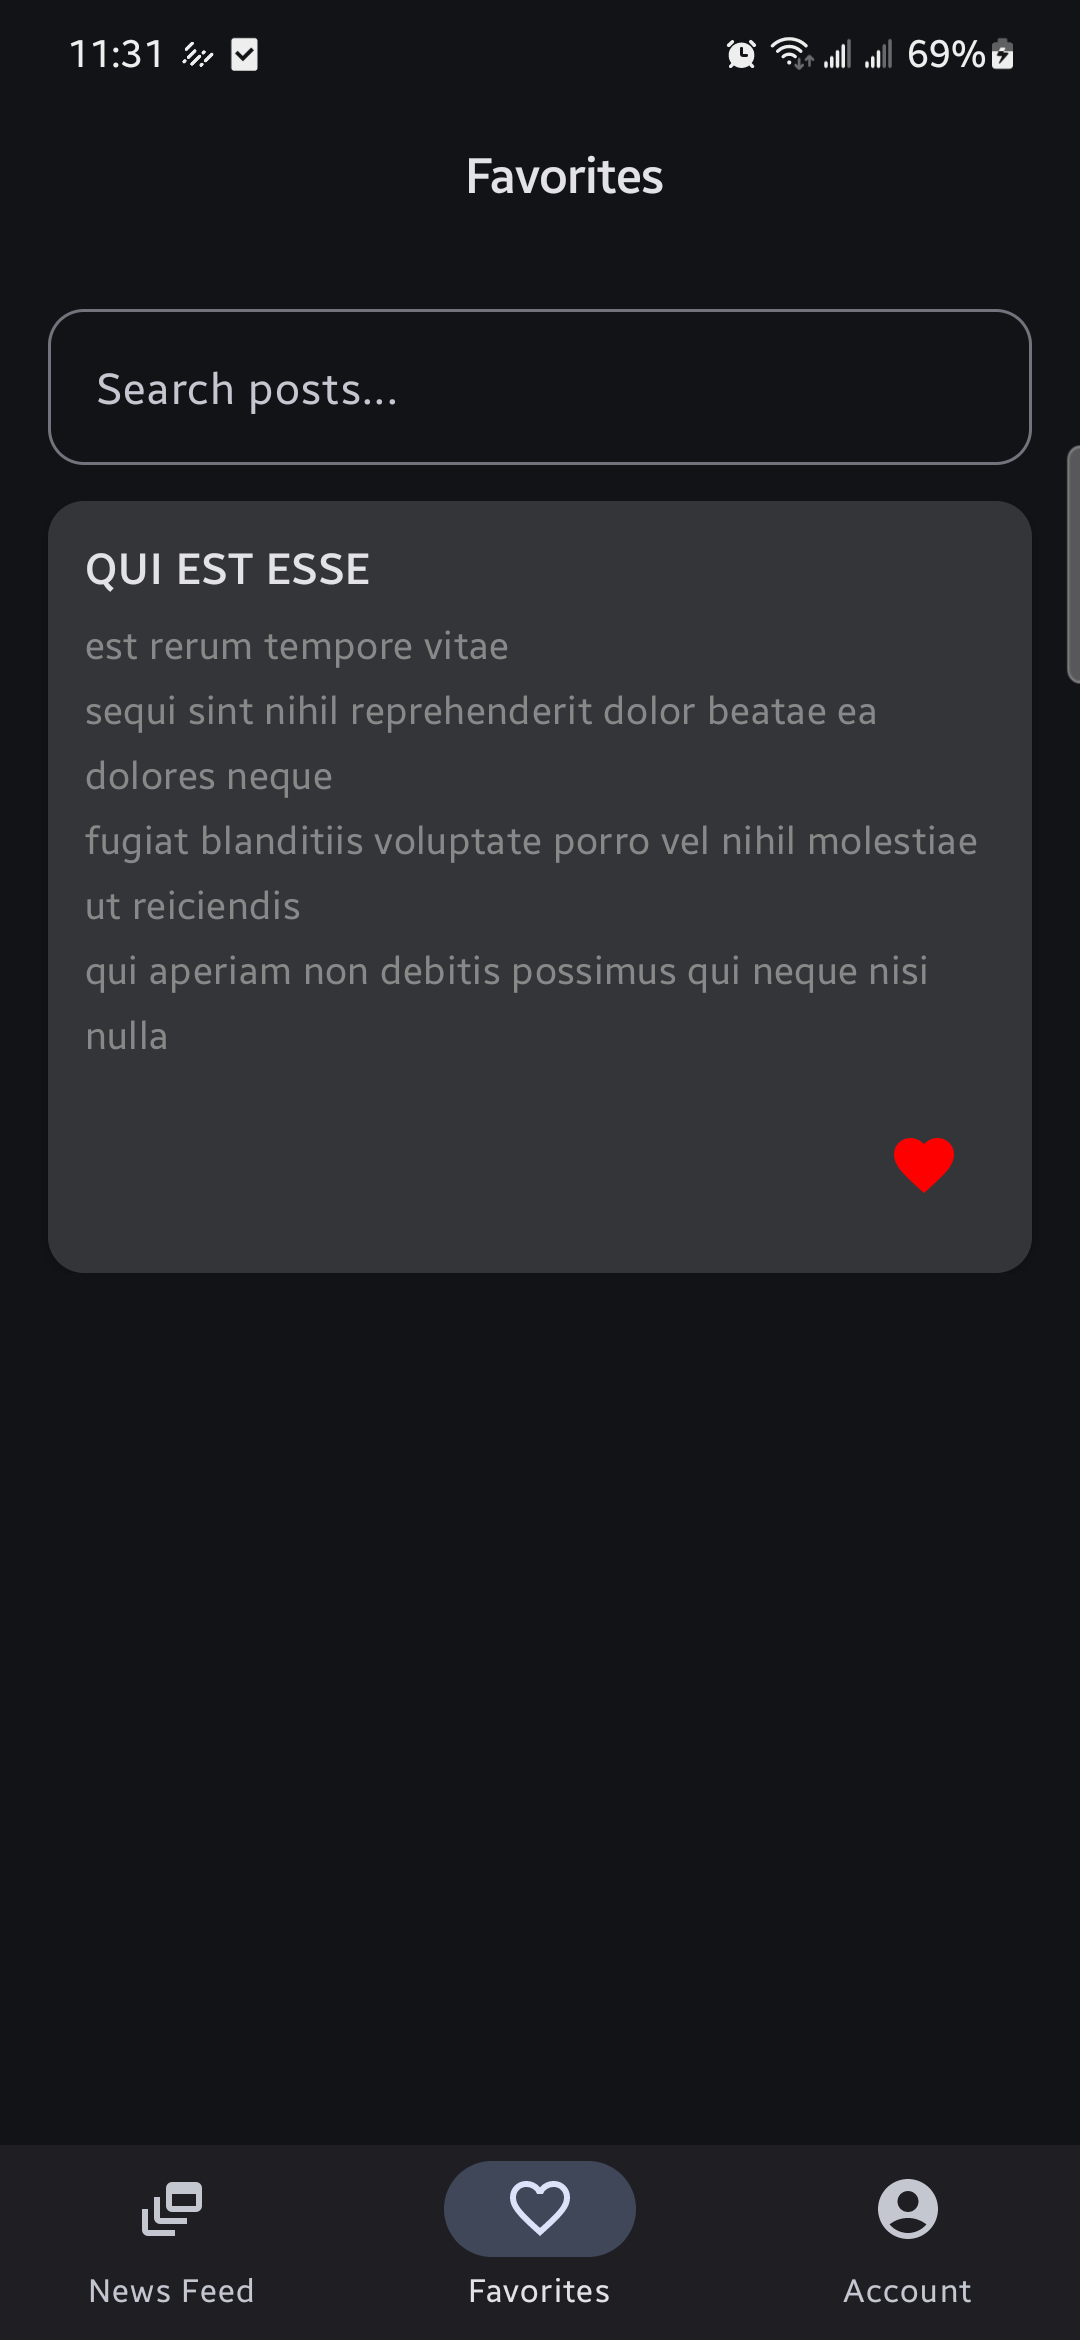 11:31 69%
Favorites
Search posts...
QUI EST ESSE
est rerum tempore vitae
sequi sint nihil reprehenderit dolor beatae ea
dolores neque
fugiat blanditiis voluptate porro vel nihil molestiae
ut reiciendis
qui aperiam non debitis possimus qui neque nisi
nulla
News Feed Favorites Account